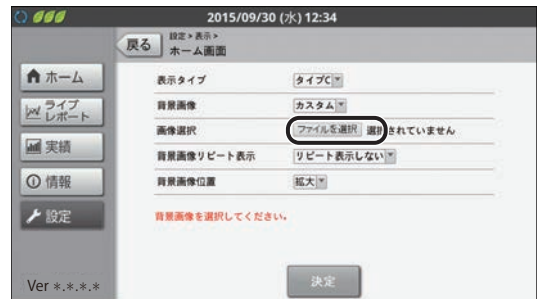 2015/09/30 (水) 12:34
戻る
設定 > 表示 >
ホーム画面
ホーム
ライブ
レポート
実績
情報
設定
Ver *.*.*.*
表示タイプ タイプC
背景画像 カスタム
画像選択 ファイルを選択 選択されていません
背景画像リピート表示 リピート表示しない
背景画像位置 拡大
背景画像を選択してください。
決定